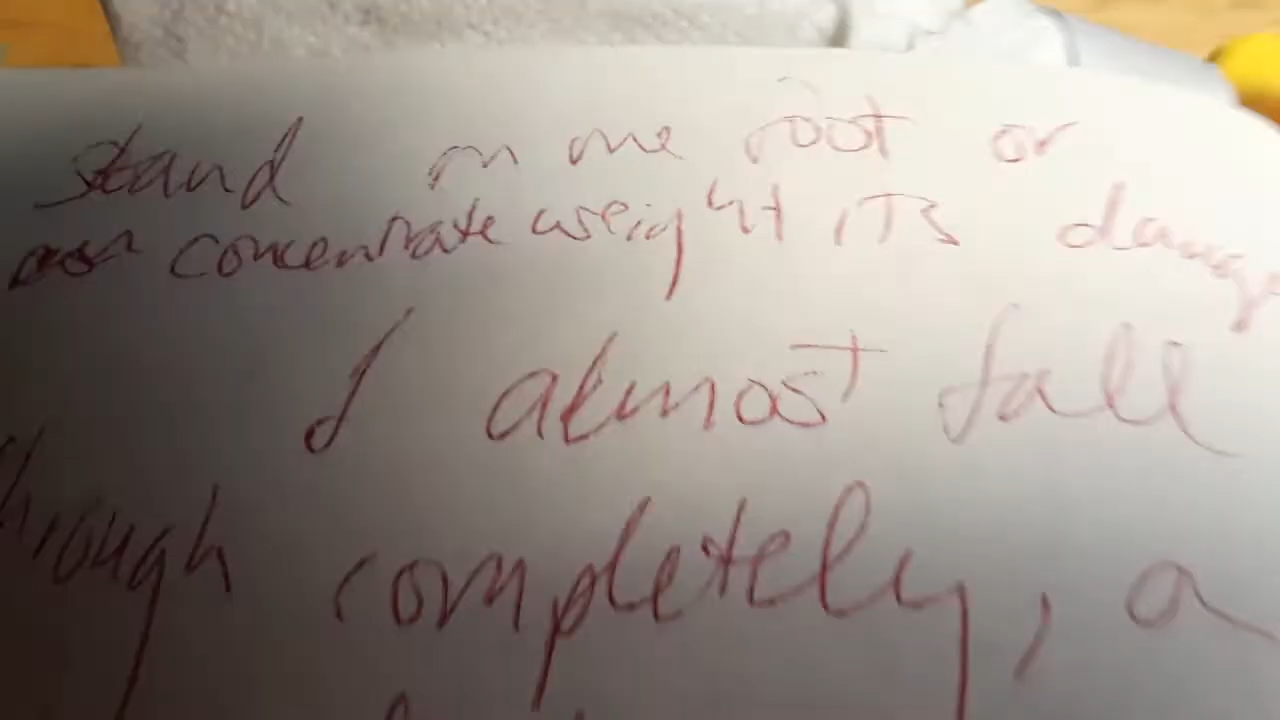 stand on one foot or
concentrate weight its
I almost fall
through completely, a